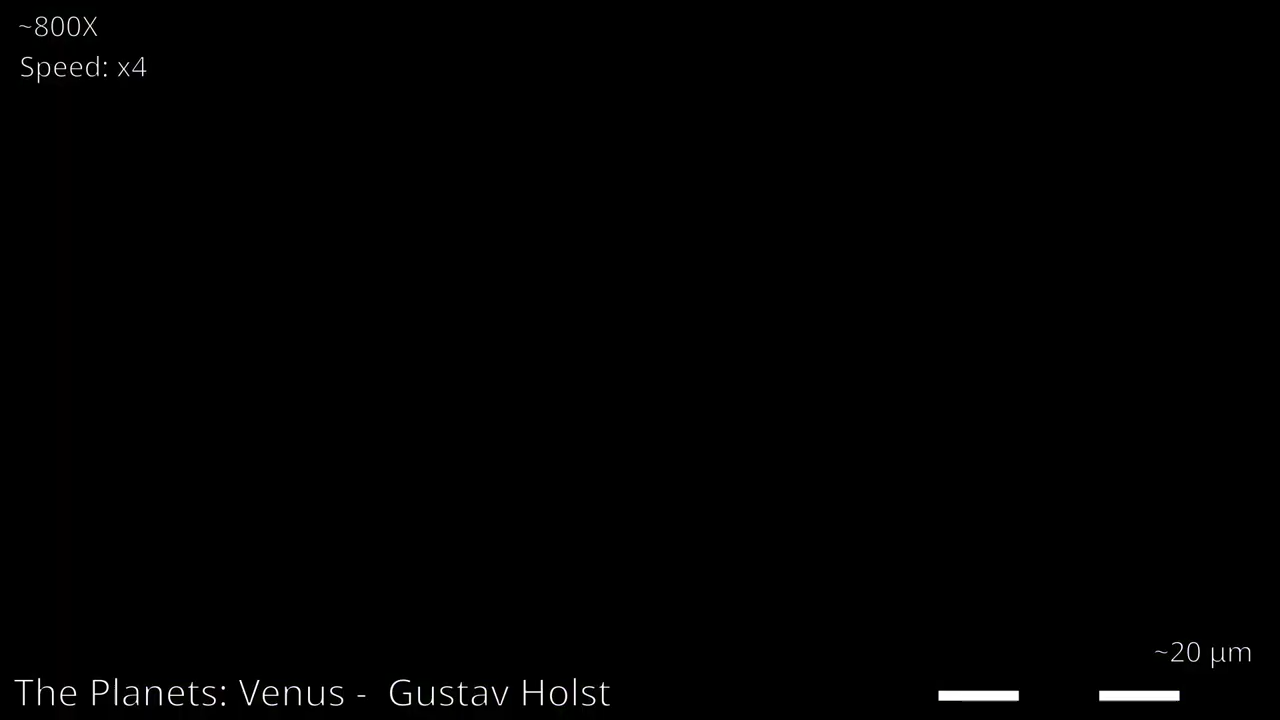 ~800X
Speed: x4
~20 µm
The Planets: Venus -  Gustav Holst